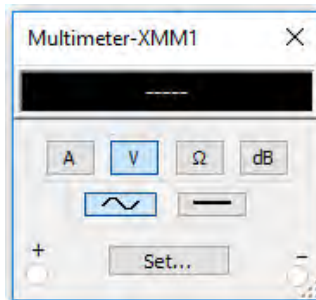 Multimeter-XMM1
-----
A V Ω dB
+ Set... -